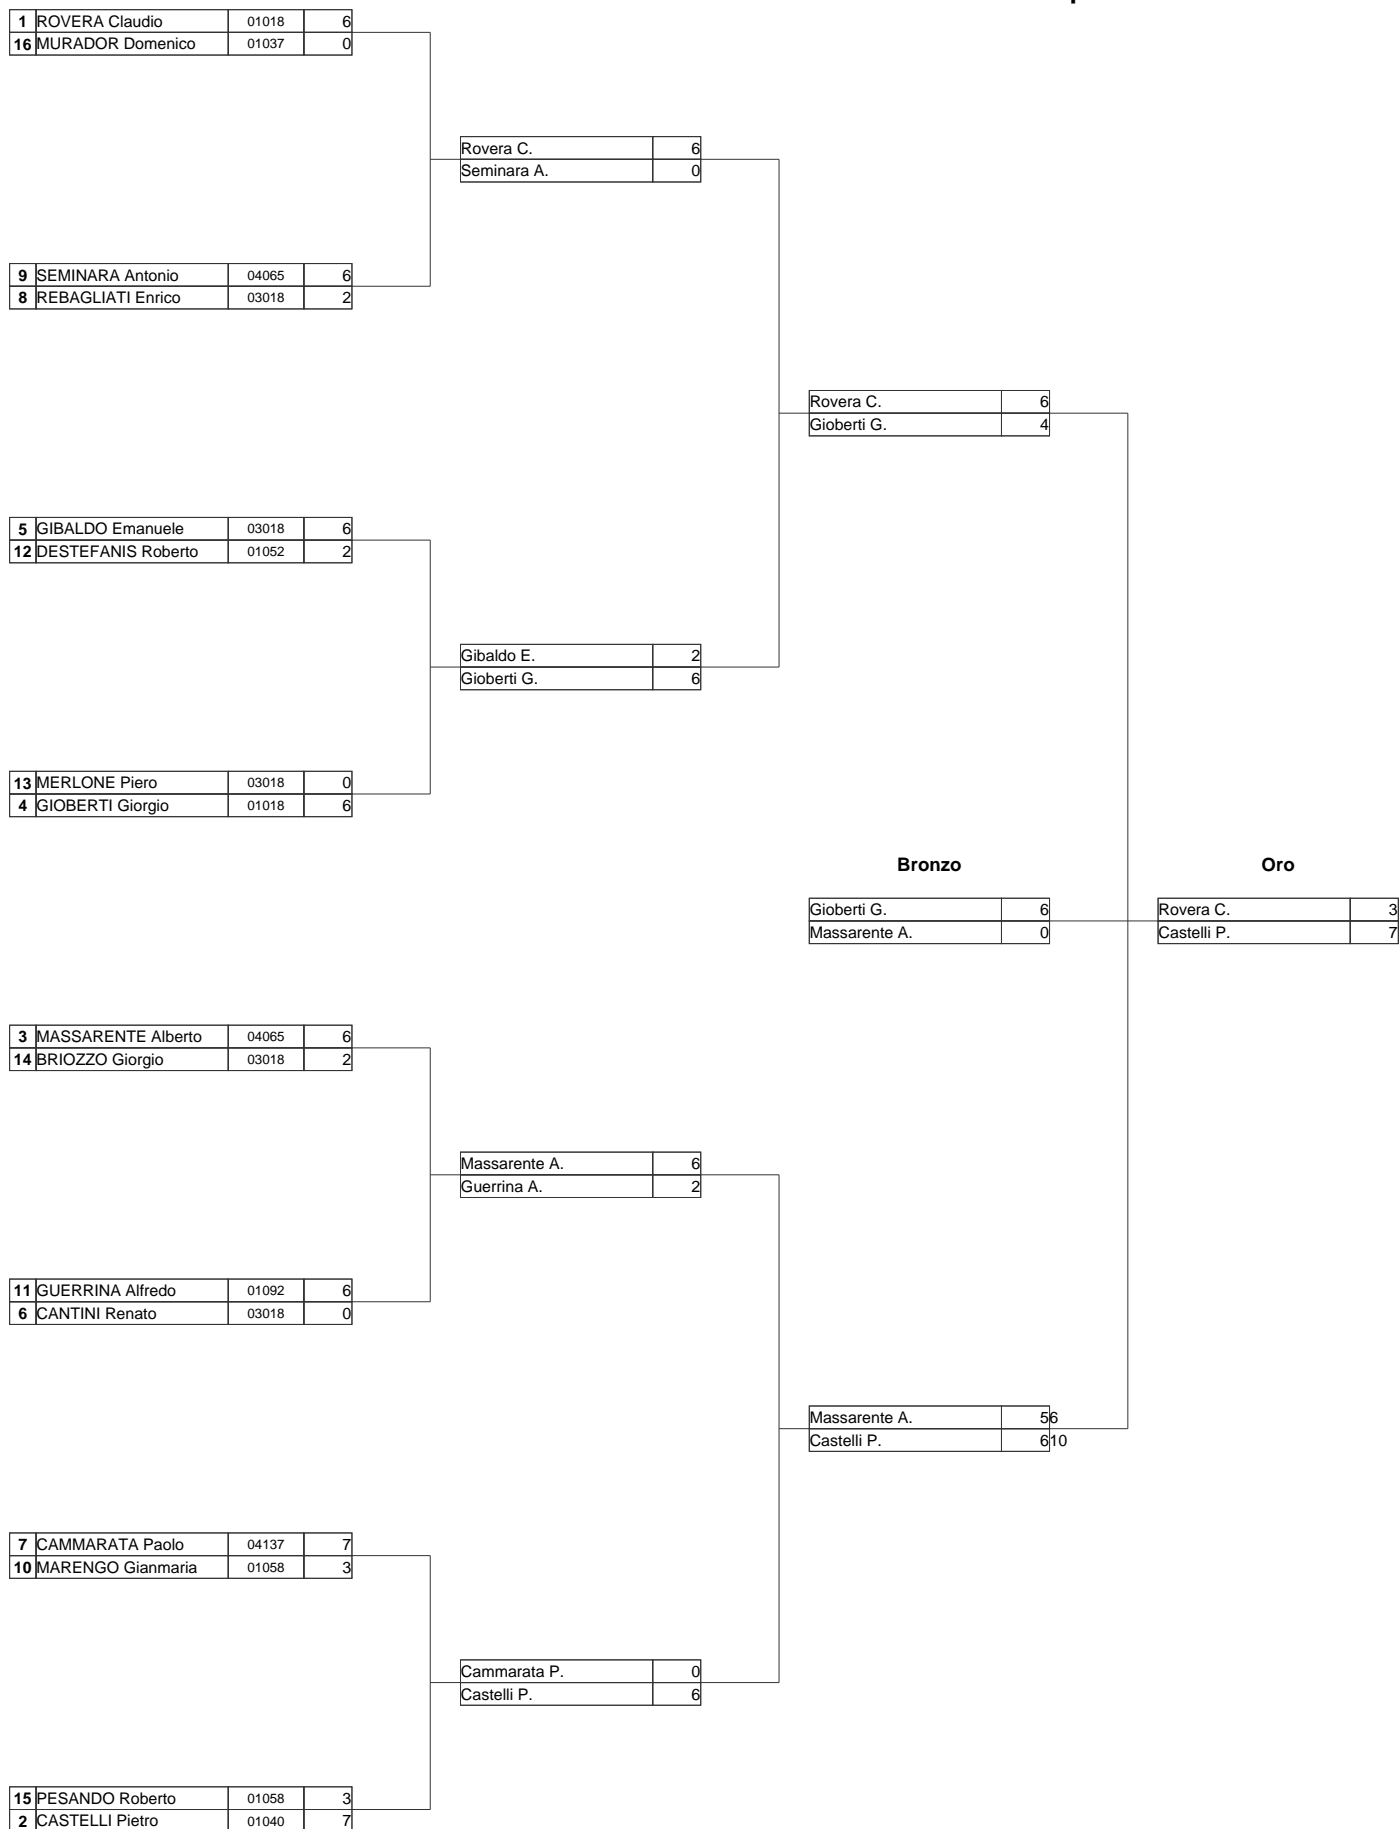 1 ROVERA Claudio 01018 6
16 MURADOR Domenico 01037 0
Rovera C. 6
Seminara A. 0
9 SEMINARA Antonio 04065 6
8 REBAGLIATI Enrico 03018 2
Rovera C. 6
Gioberti G. 4
5 GIBALDO Emanuele 03018 6
12 DESTEFANIS Roberto 01052 2
Gibaldo E. 2
Gioberti G. 6
13 MERLONE Piero 03018 0
4 GIOBERTI Giorgio 01018 6
Bronzo Oro
Gioberti G. 6 Rovera C. 3
Massarente A. 0 Castelli P. 7
3 MASSARENTE Alberto 04065 6
14 BRIOZZO Giorgio 03018 2
Massarente A. 6
Guerrina A. 2
11 GUERRINA Alfredo 01092 6
6 CANTINI Renato 03018 0
Massarente A. 5 6
Castelli P. 6 10
7 CAMMARATA Paolo 04137 7
10 MARENGO Gianmaria 01058 3
Cammarata P. 0
Castelli P. 6
15 PESANDO Roberto 01058 3
2 CASTELLI Pietro 01040 7